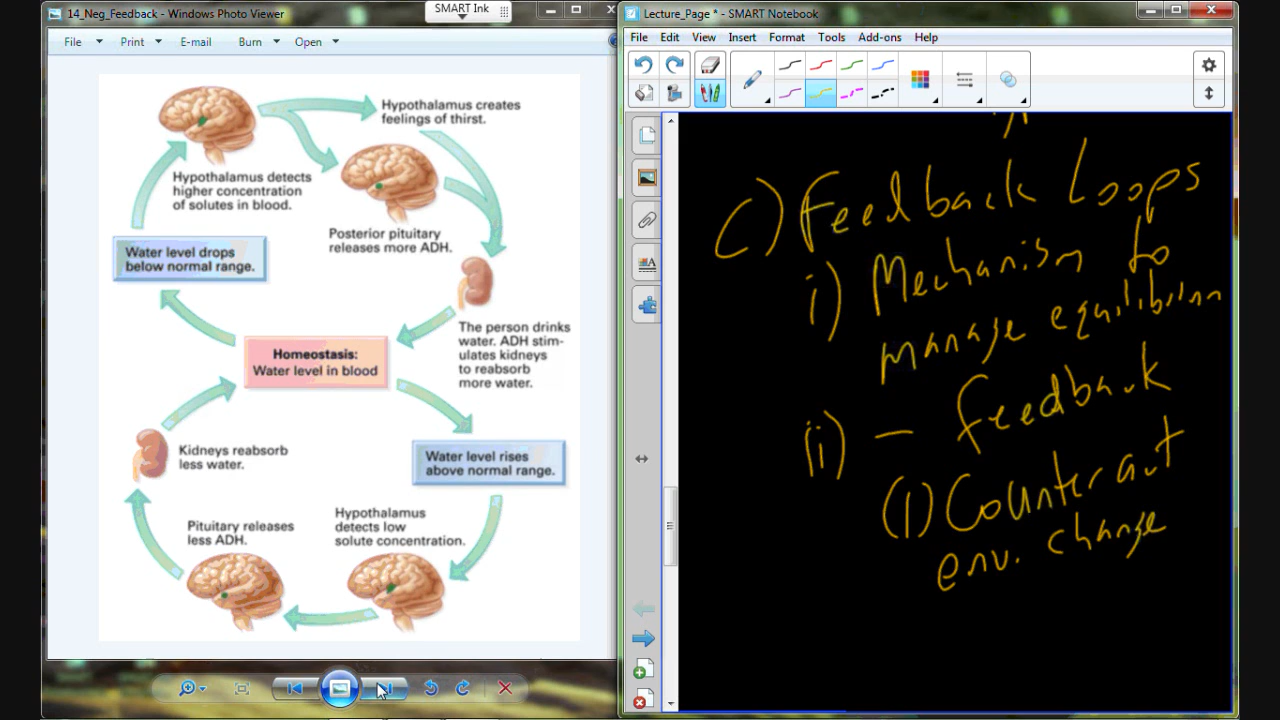 14_Neg_Feedback - Windows Photo Viewer
SMART Ink
File Print E-mail Burn Open
Hypothalamus creates
feelings of thirst.
Hypothalamus detects
higher concentration
of solutes in blood.
Posterior pituitary
releases more ADH.
Water level drops
below normal range.
The person drinks
water. ADH stim-
ulates kidneys
to reabsorb
more water.
Homeostasis:
Water level in blood
Kidneys reabsorb
less water.
Water level rises
above normal range.
Hypothalamus
detects low
solute concentration.
Pituitary releases
less ADH.
Lecture_Page * - SMART Notebook
File Edit View Insert Format Tools Add-ons Help
C) Feedback Loops
i) Mechanism to
manage equilibrium
ii) - feedback
(1) Counteract
env. change